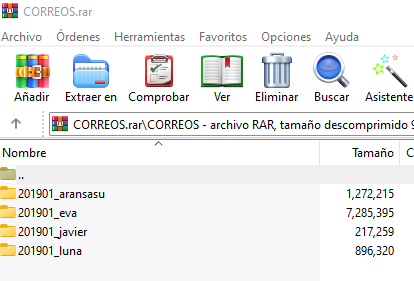 CORREOS.rar
Archivo Órdenes Herramientas Favoritos Opciones Ayuda
Añadir Extraer en Comprobar Ver Eliminar Buscar Asistente
CORREOS.rar\CORREOS - archivo RAR, tamaño descomprimido 9
Nombre Tamaño C
..
201901_aransasu 1,272,215
201901_eva 7,285,395
201901_javier 217,259
201901_luna 896,320